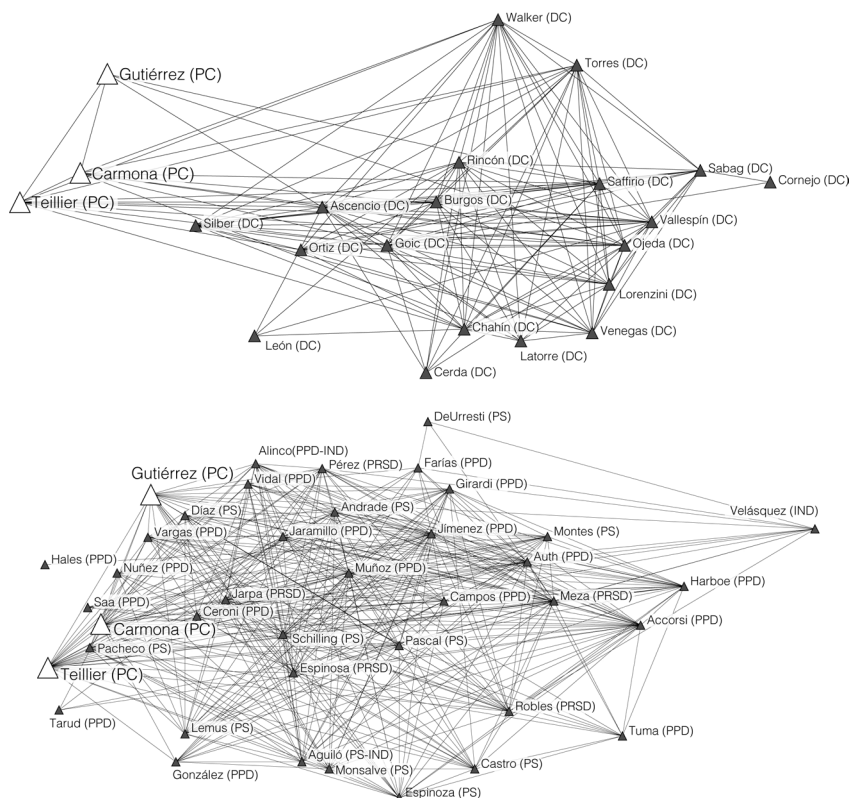 Walker (DC)
Torres (DC)
Gutiérrez (PC)
Rincón (DC)
Sabag (DC)
Carmona (PC)
Saffirio (DC)
Cornejo (DC)
Teillier (PC)
Ascencio (DC)
Burgos (DC)
Silber (DC)
Vallespín (DC)
Ortiz (DC)
Goic (DC)
Ojeda (DC)
Lorenzini (DC)
Chahín (DC)
Venegas (DC)
León (DC)
Latorre (DC)
Cerda (DC)
DeUrresti (PS)
Alinco(PPD-IND)
Pérez (PRSD)
Farías (PPD)
Gutiérrez (PC)
Vidal (PPD)
Girardi (PPD)
Díaz (PS)
Andrade (PS)
Velásquez (IND)
Vargas (PPD)
Jaramillo (PPD)
Jímenez (PPD)
Montes (PS)
Hales (PPD)
Nuñez (PPD)
Muñoz (PPD)
Auth (PPD)
Harboe (PPD)
Saa (PPD)
Jarpa (PRSD)
Campos (PPD)
Meza (PRSD)
Ceroni (PPD)
Carmona (PC)
Accorsi (PPD)
Schilling (PS)
Pascal (PS)
Pacheco (PS)
Teillier (PC)
Espinosa (PRSD)
Tarud (PPD)
Robles (PRSD)
Lemus (PS)
Tuma (PPD)
Aguiló (PS-IND)
González (PPD)
Monsalve (PS)
Castro (PS)
Espinoza (PS)